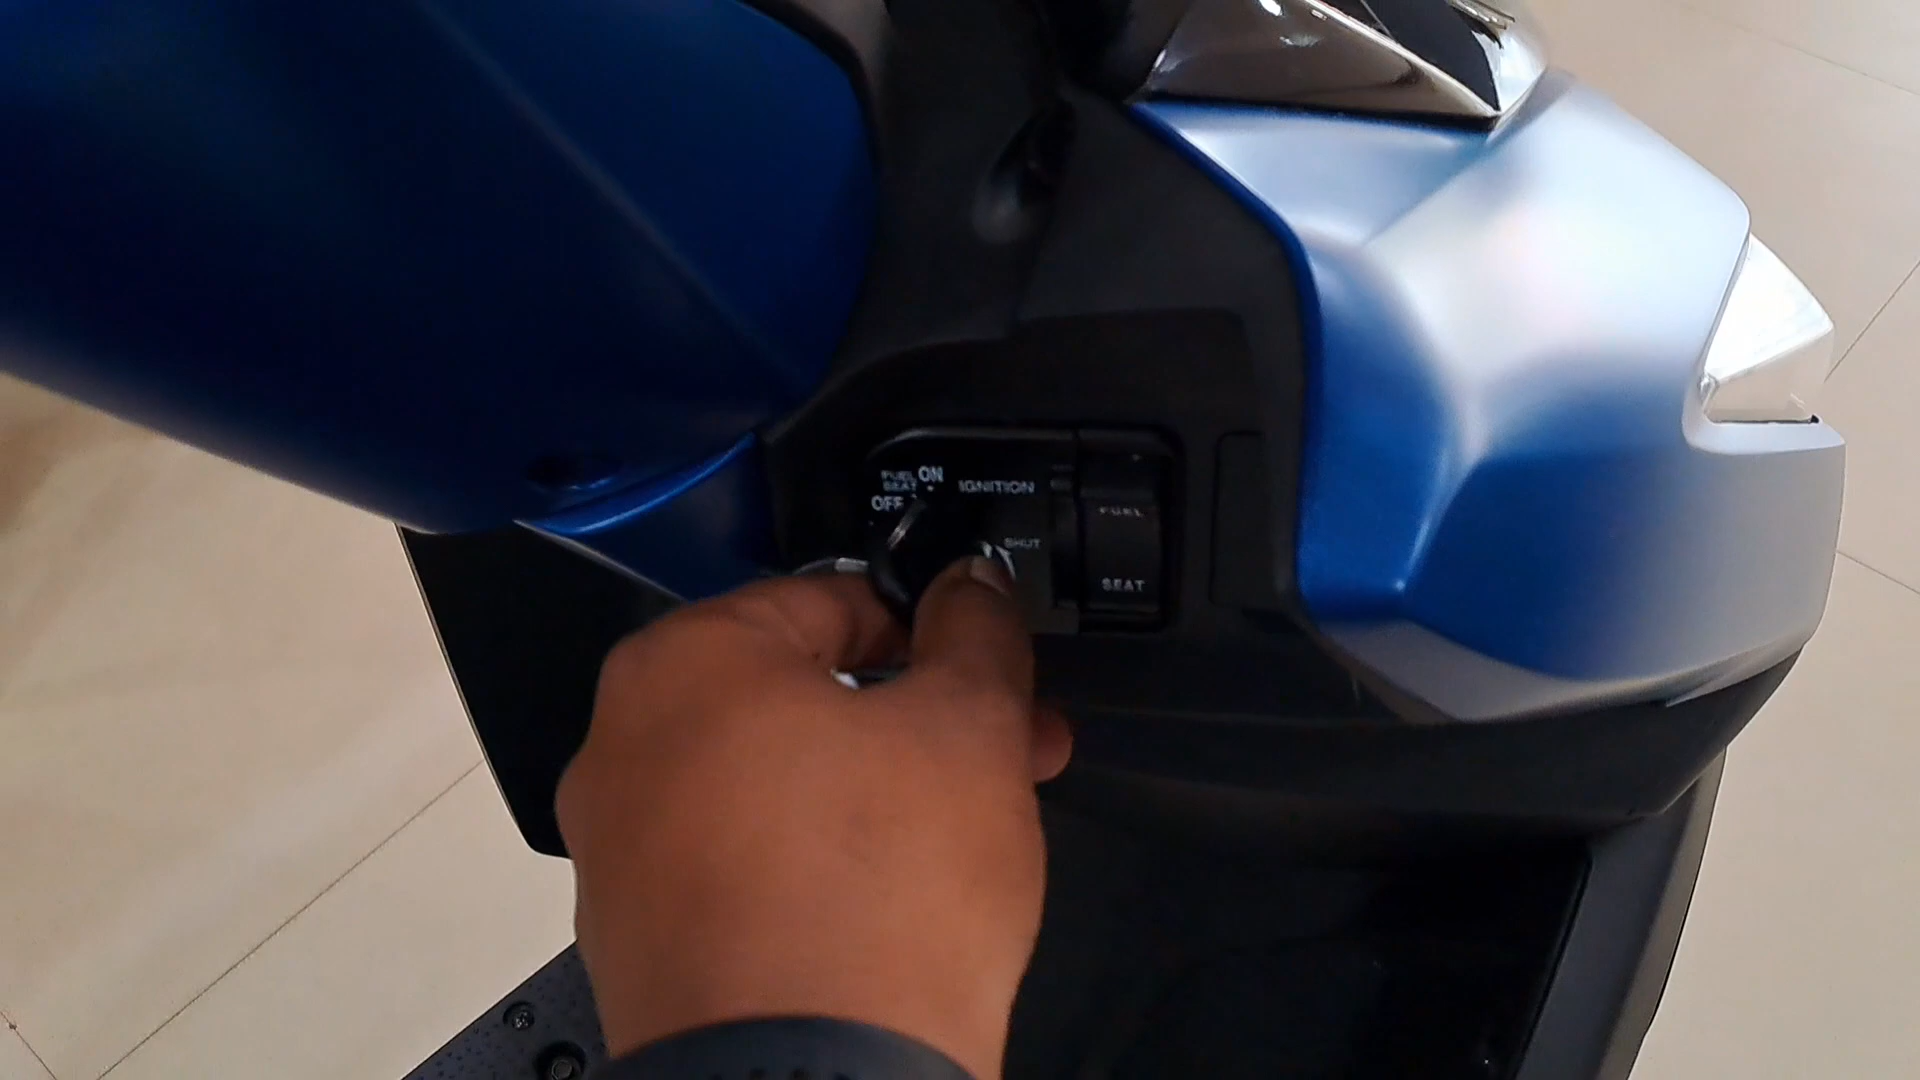 FUEL
SEAT
ON
OFF
IGNITION
SHUT
FUEL
SEAT